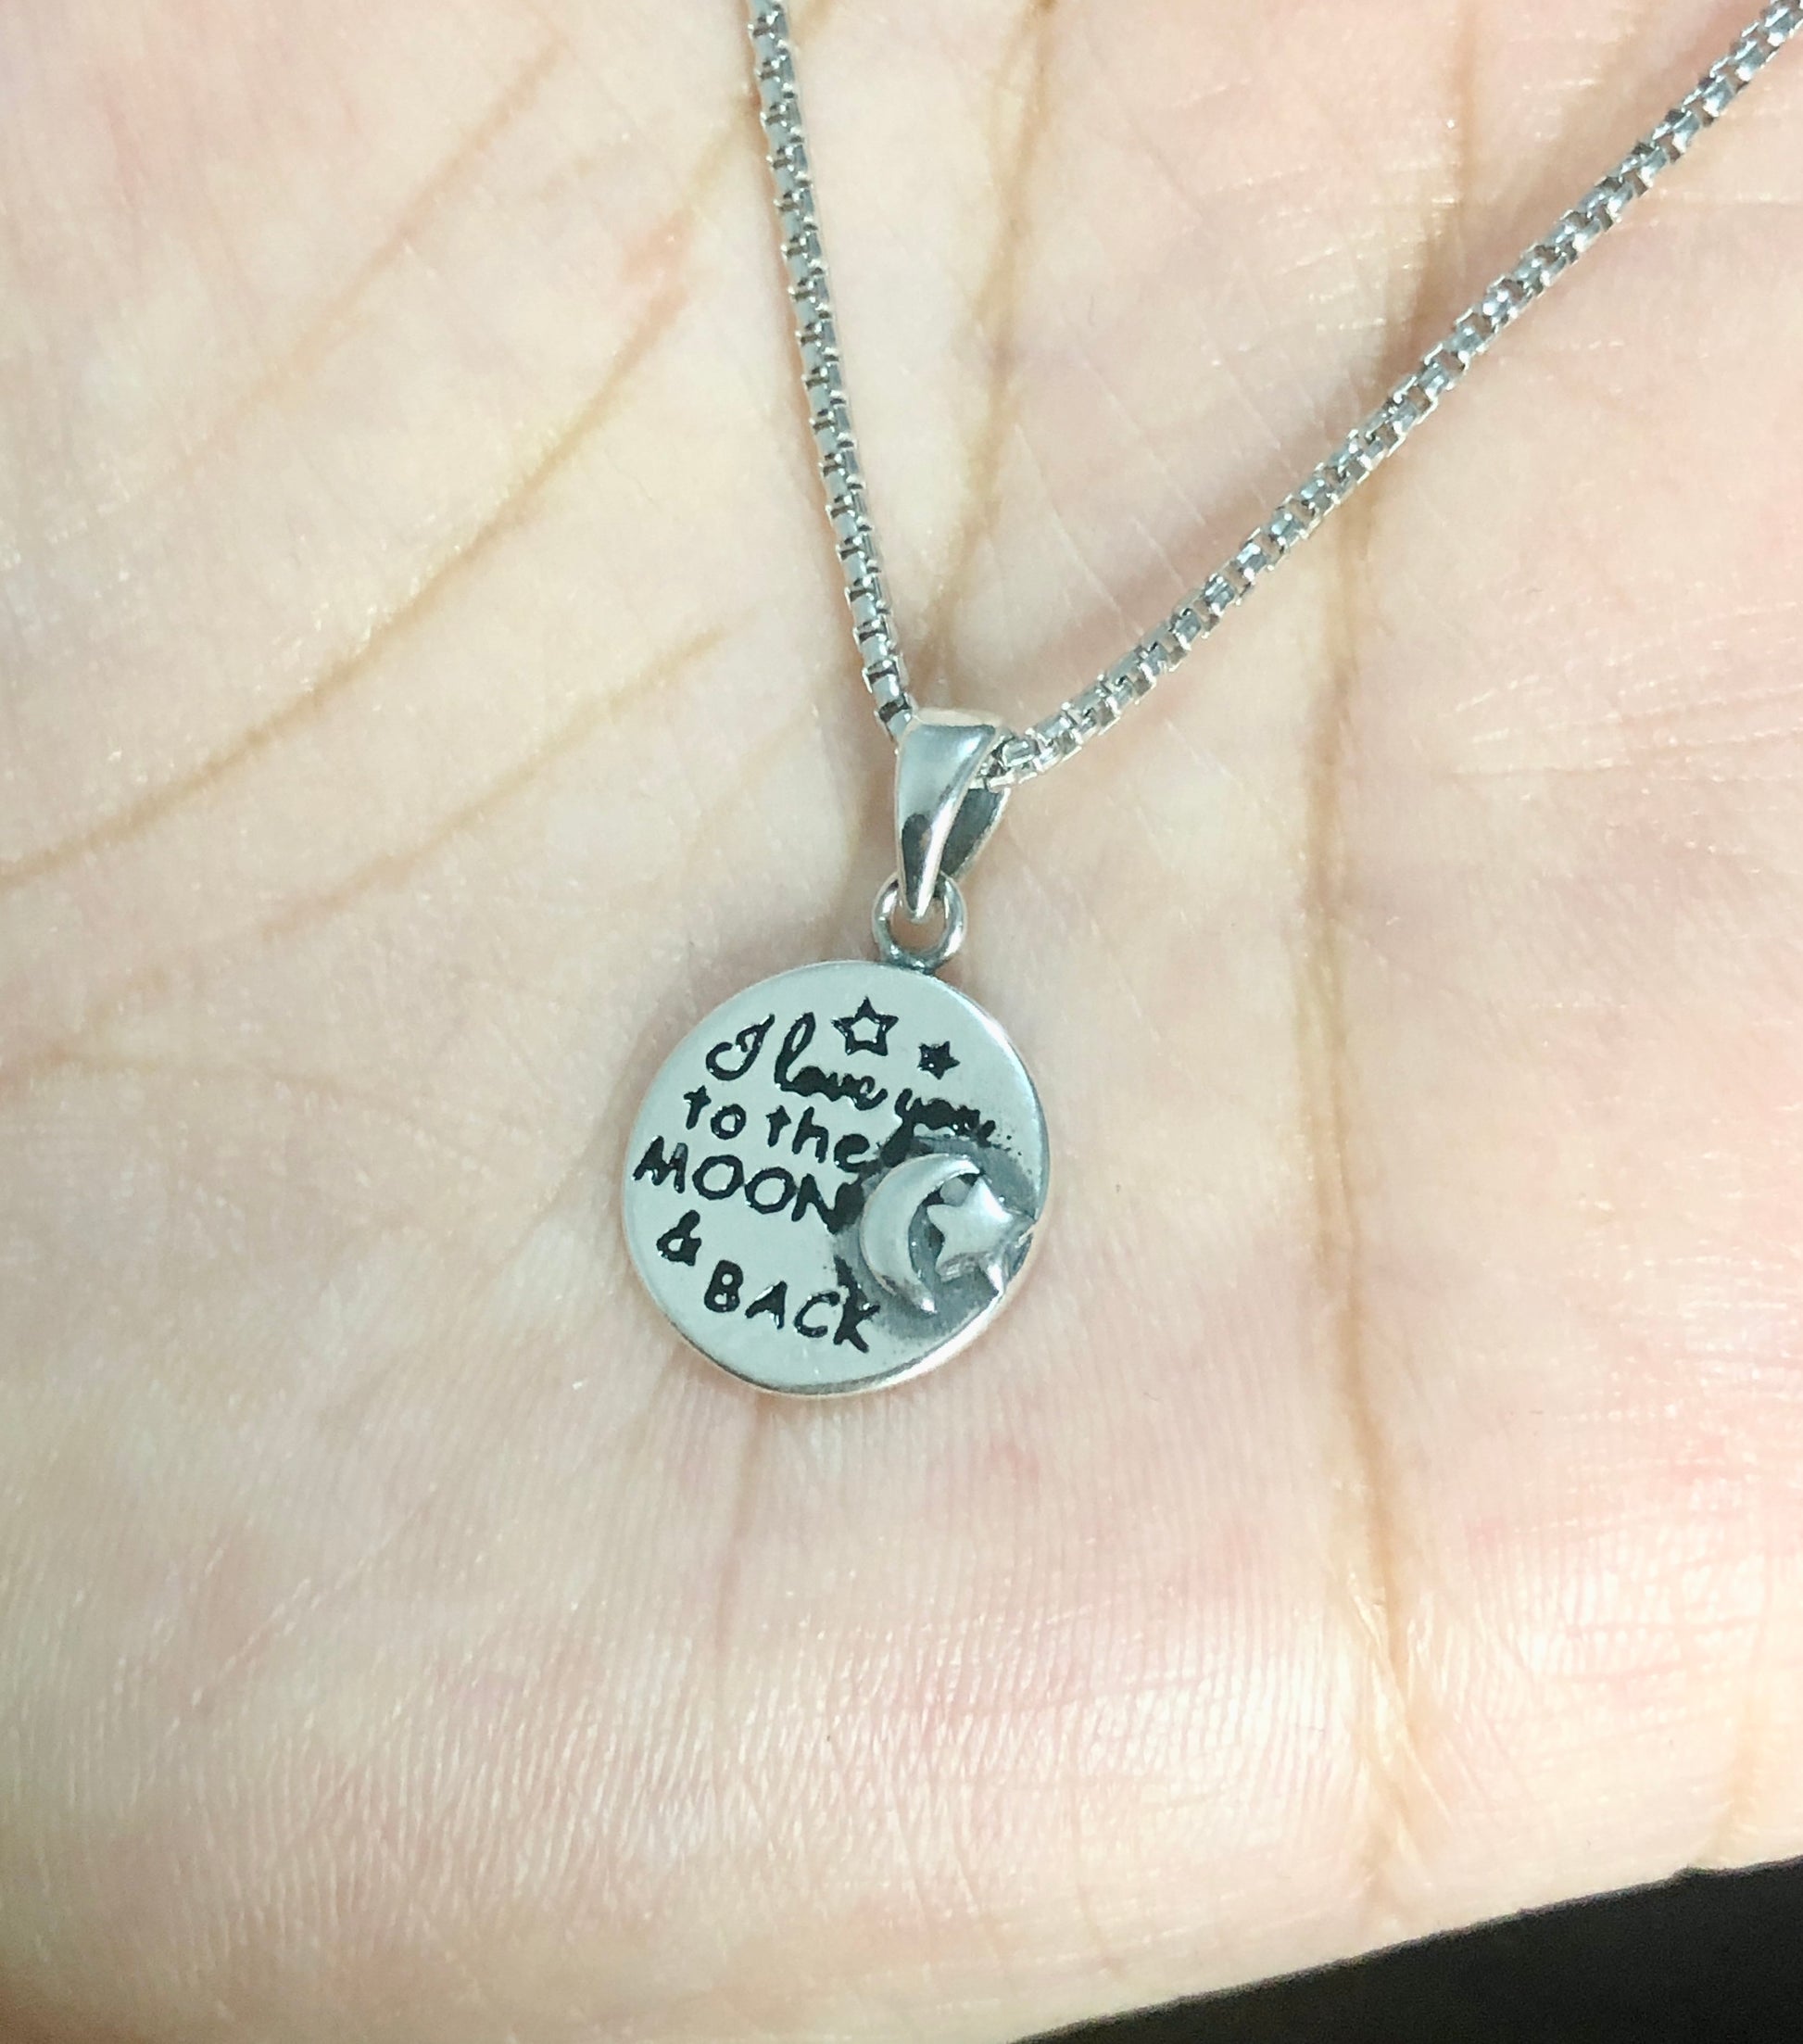 I love you
to the
MOON
&
BACK